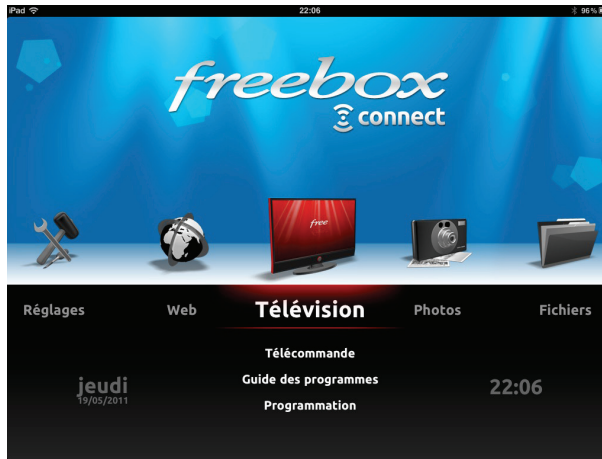 iPad 22:06 96 %
freebox
connect
free
Réglages Web Télévision Photos Fichiers
Télécommande
jeudi Guide des programmes 22:06
19/05/2011
Programmation